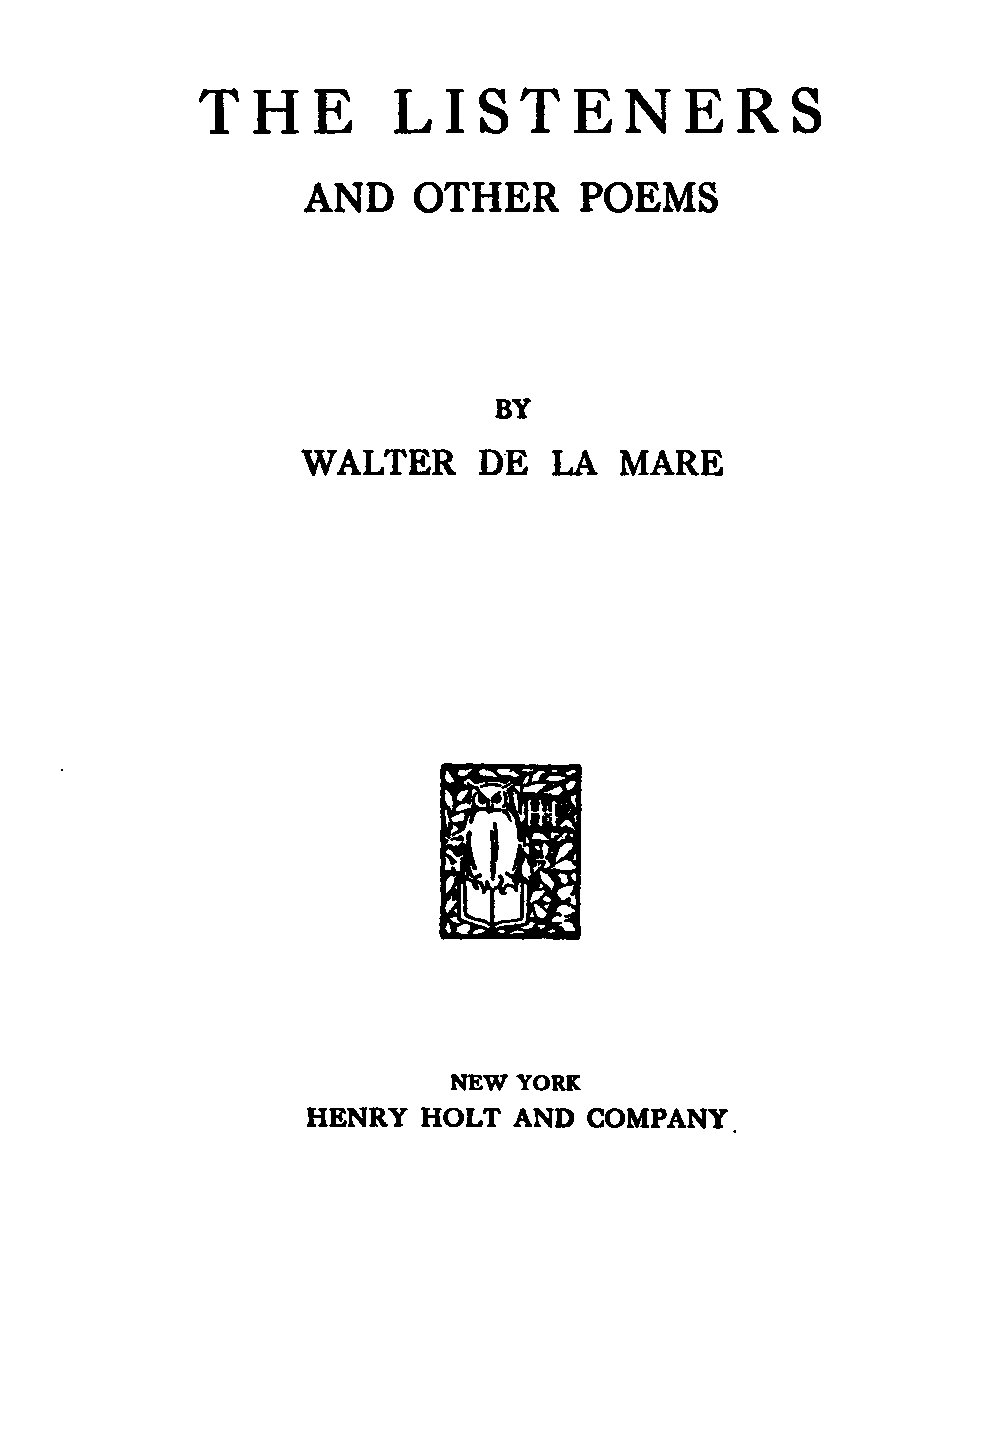 THE LISTENERS
AND OTHER POEMS
BY
WALTER DE LA MARE
NEW YORK
HENRY HOLT AND COMPANY